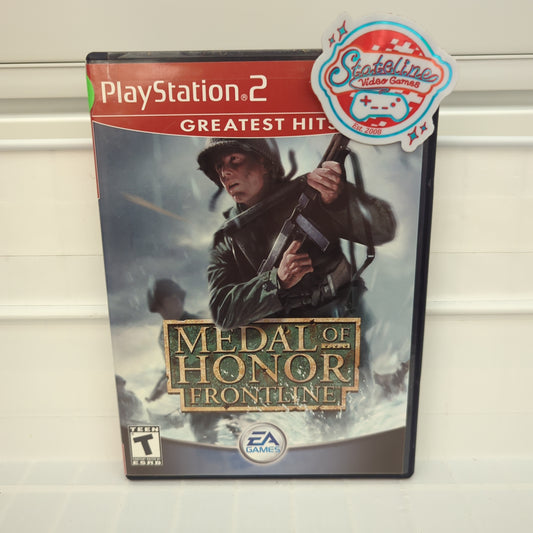 Stateline
Video Games
Est. 2008
PlayStation®2
GREATEST HITS
MEDAL OF
HONOR
FRONTLINE
TEEN
T
ESRB
EA
GAMES